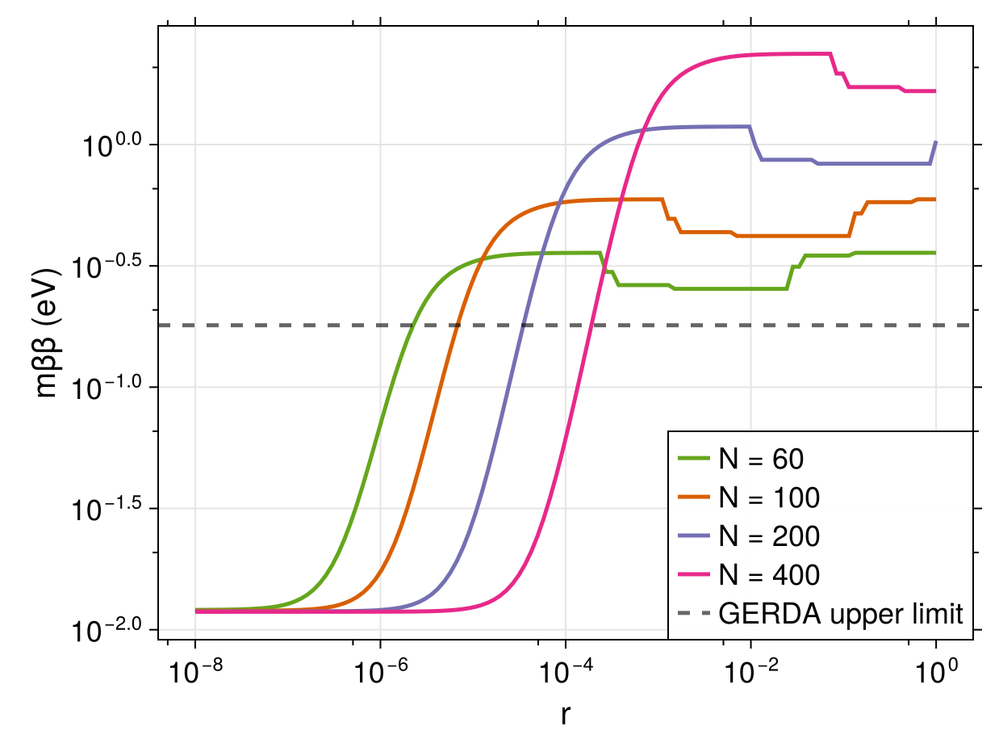 mββ (eV)
10^0.0
10^−0.5
10^−1.0
10^−1.5
10^−2.0
N = 60
N = 100
N = 200
N = 400
GERDA upper limit
10^−8 10^−6 10^−4 10^−2 10^0
r